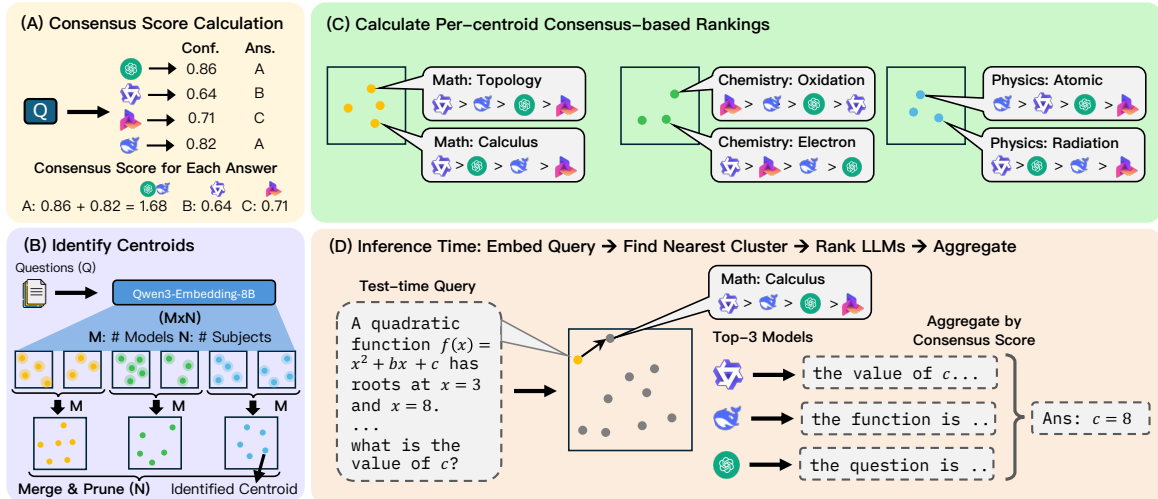 (A) Consensus Score Calculation
Conf. Ans.
0.86 A
0.64 B
0.71 C
0.82 A
Q
Consensus Score for Each Answer
A: 0.86 + 0.82 = 1.68 B: 0.64 C: 0.71
(B) Identify Centroids
Questions (Q)
Qwen3-Embedding-8B
(MxN)
M: # Models N: # Subjects
M M M
Merge & Prune (N) Identified Centroid
(C) Calculate Per-centroid Consensus-based Rankings
Math: Topology
> > >
Math: Calculus
> > >
Chemistry: Oxidation
> > >
Chemistry: Electron
> > >
Physics: Atomic
> > >
Physics: Radiation
> > >
(D) Inference Time: Embed Query → Find Nearest Cluster → Rank LLMs → Aggregate
Test-time Query
A quadratic
function f(x) =
x² + bx + c has
roots at x = 3
and x = 8.
...
what is the
value of c?
Math: Calculus
> > >
Top-3 Models
the value of c...
the function is ..
the question is ..
Aggregate by
Consensus Score
Ans: c = 8